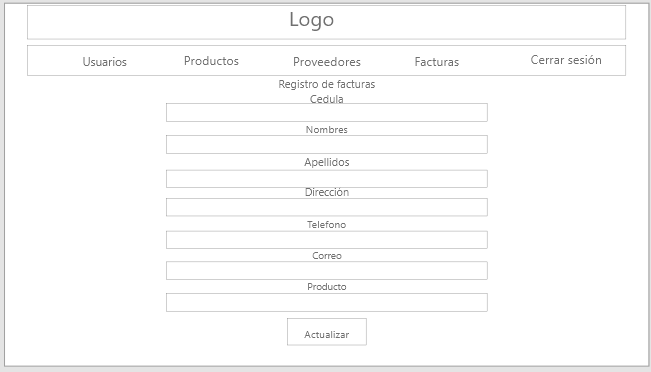 Logo
Usuarios Productos Proveedores Facturas Cerrar sesión
Registro de facturas
Cedula
Nombres
Apellidos
Dirección
Telefono
Correo
Producto
Actualizar